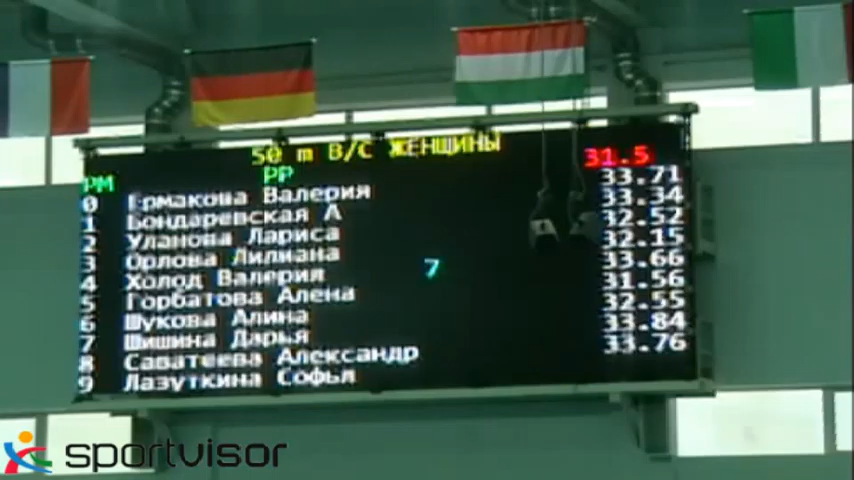 50 m В/С ЖЕНЩИНЫ
РМ РР 31.5
0 Ермакова Валерия 33.71
1 Бондаревская А 33.34
2 Уланова Лариса 32.52
3 Орлова Лилиана 32.15
4 Холод Валерия 7 33.66
5 Горбатова Алена 31.56
6 Шукова Алина 32.55
7 Шишина Дарья 33.84
8 Саватеева Александр 33.76
9 Лазуткина Софья
sportvisor